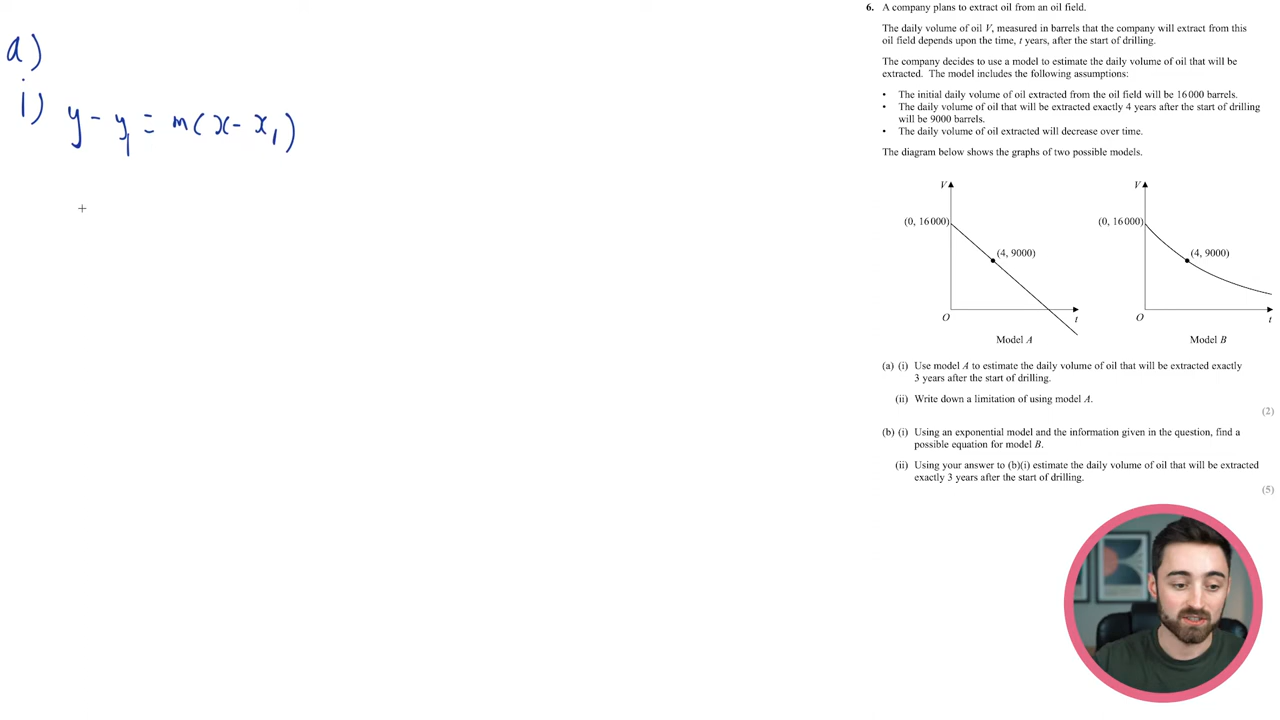 a)
i) y - y₁ = m(x - x₁)
6. A company plans to extract oil from an oil field.
The daily volume of oil V, measured in barrels that the company will extract from this
oil field depends upon the time, t years, after the start of drilling.
The company decides to use a model to estimate the daily volume of oil that will be
extracted. The model includes the following assumptions:
• The initial daily volume of oil extracted from the oil field will be 16 000 barrels.
• The daily volume of oil that will be extracted exactly 4 years after the start of drilling
will be 9000 barrels.
• The daily volume of oil extracted will decrease over time.
The diagram below shows the graphs of two possible models.
V
(0, 16 000)
(4, 9000)
O
t
Model A
V
(0, 16 000)
(4, 9000)
O
t
Model B
(a) (i) Use model A to estimate the daily volume of oil that will be extracted exactly
3 years after the start of drilling.
(ii) Write down a limitation of using model A.
(2)
(b) (i) Using an exponential model and the information given in the question, find a
possible equation for model B.
(ii) Using your answer to (b)(i) estimate the daily volume of oil that will be extracted
exactly 3 years after the start of drilling.
(5)